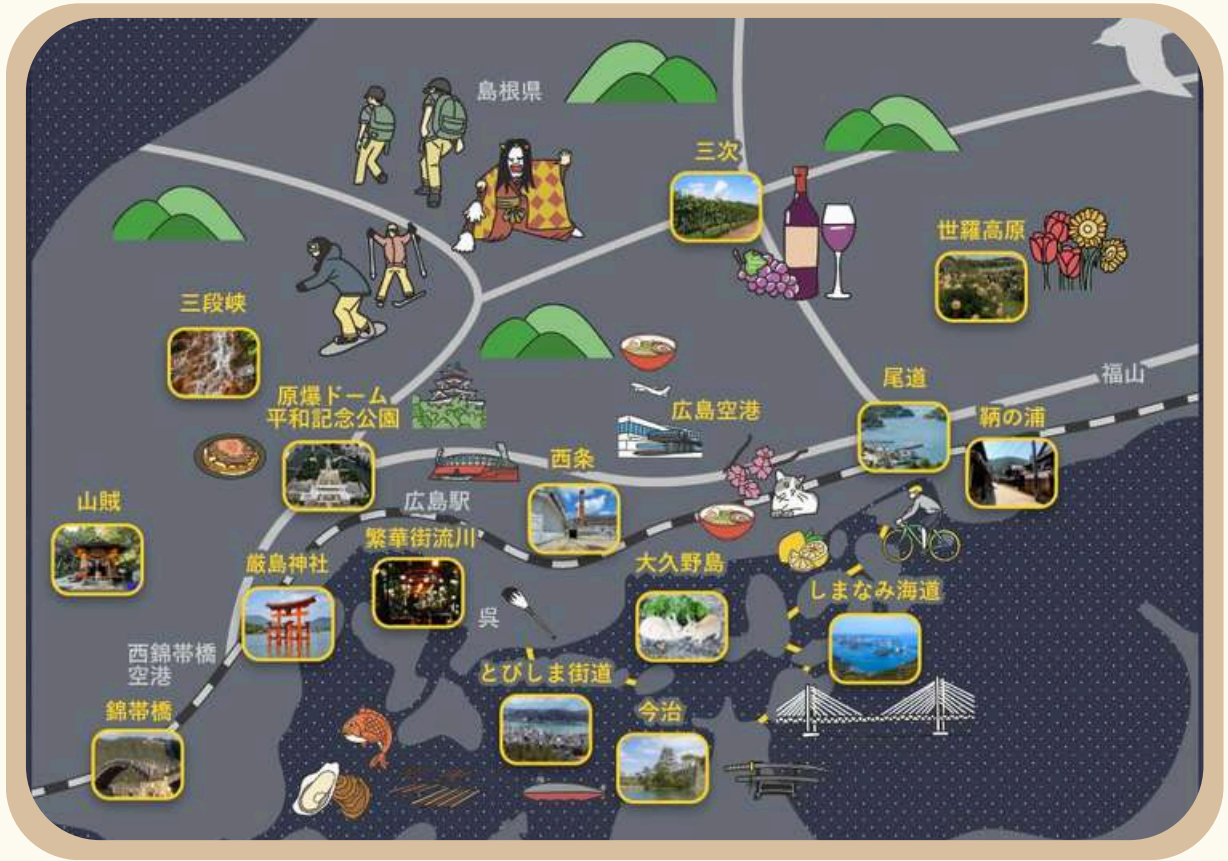 島根県
三次
世羅高原
三段峡
福山
尾道
原爆ドーム
平和記念公園
広島空港
鞆の浦
西条
山賊
広島駅
繁華街流川
厳島神社
大久野島
しまなみ海道
呉
西錦帯橋
空港
とびしま街道
錦帯橋
今治